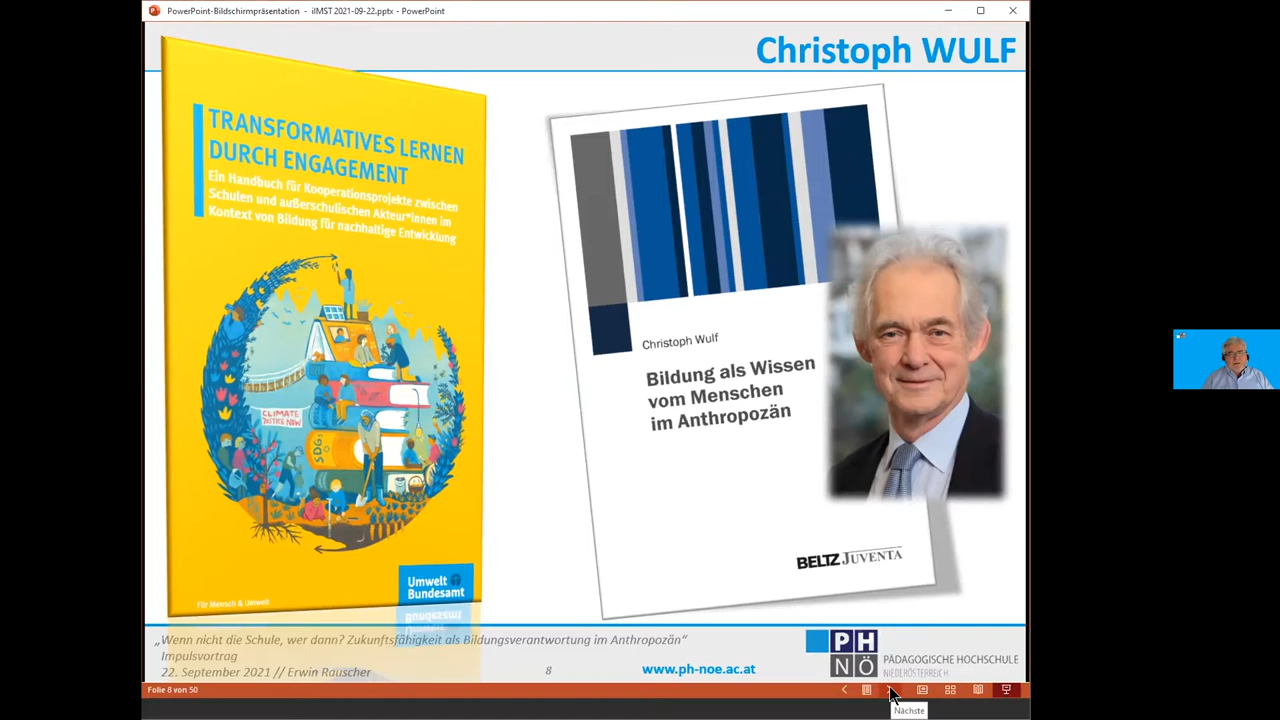 PowerPoint-Bildschirmpräsentation - iIMST 2021-09-22.pptx - PowerPoint
Christoph WULF
TRANSFORMATIVES LERNEN
DURCH ENGAGEMENT
Ein Handbuch für Kooperationsprojekte zwischen
Schulen und außerschulischen Akteur*innen im
Kontext von Bildung für nachhaltige Entwicklung
CLIMATE
JUSTICE NOW
SDG
Für Mensch & Umwelt
Umwelt
Bundesamt
Christoph Wulf
Bildung als Wissen
vom Menschen
im Anthropozän
BELTZ JUVENTA
„Wenn nicht die Schule, wer dann? Zukunftsfähigkeit als Bildungsverantwortung im Anthropozän“
Impulsvortrag
22. September 2021 // Erwin Rauscher
8
www.ph-noe.ac.at
PH
NÖ
PÄDAGOGISCHE HOCHSCHULE
NIEDERÖSTERREICH
Folie 8 von 50
Nächste